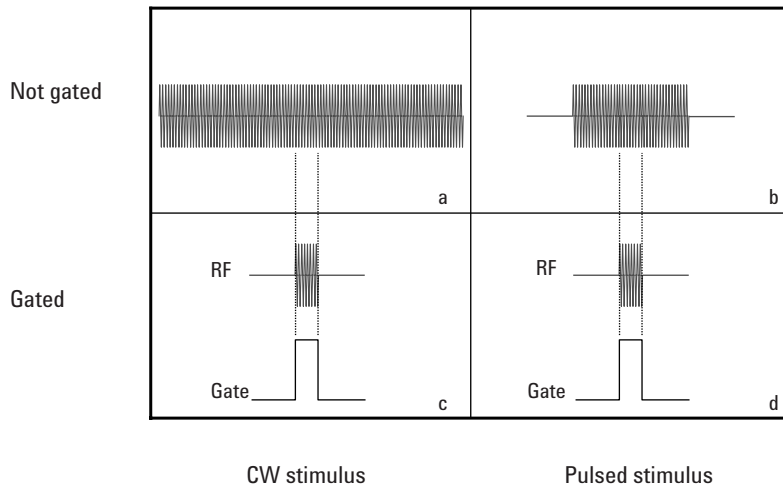 Not gated
a
b
RF
RF
Gated
Gate
c
Gate
d
CW stimulus
Pulsed stimulus